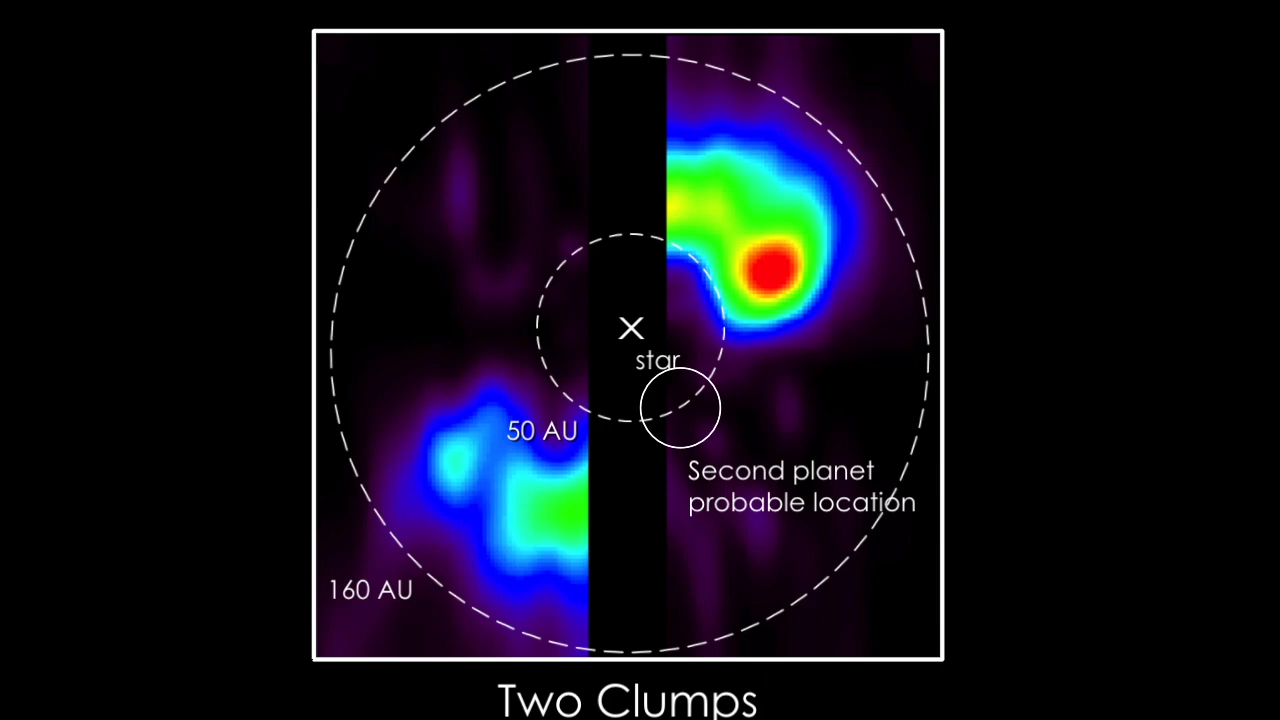 star
50 AU
Second planet
probable location
160 AU
Two Clumps